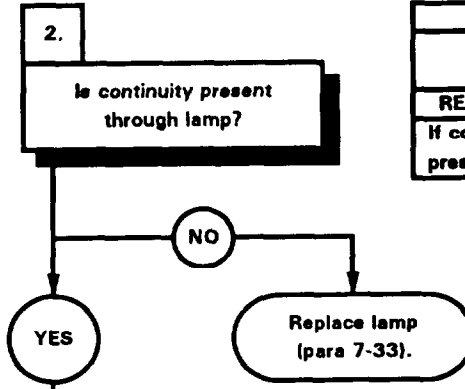 2.
Is continuity present
through lamp?
RE
If co
pres
NO
YES
Replace lamp
(para 7-33).